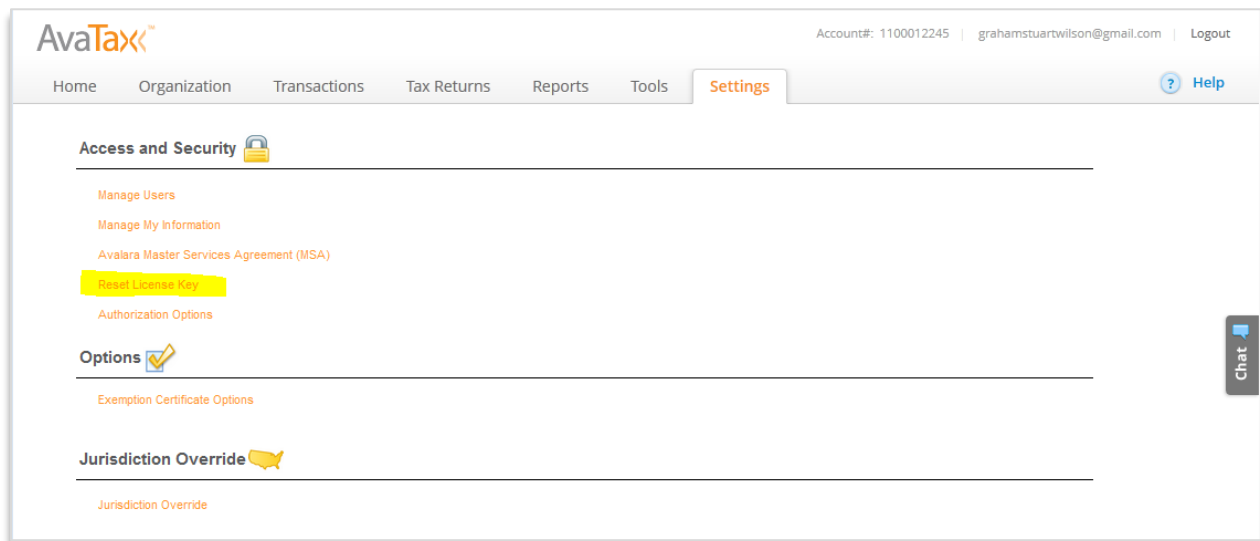 AvaTax
Account#: 1100012245 | grahamstuartwilson@gmail.com | Logout
Home Organization Transactions Tax Returns Reports Tools Settings ? Help
Access and Security
Manage Users
Manage My Information
Avalara Master Services Agreement (MSA)
Reset License Key
Authorization Options
Chat
Options
Exemption Certificate Options
Jurisdiction Override
Jurisdiction Override